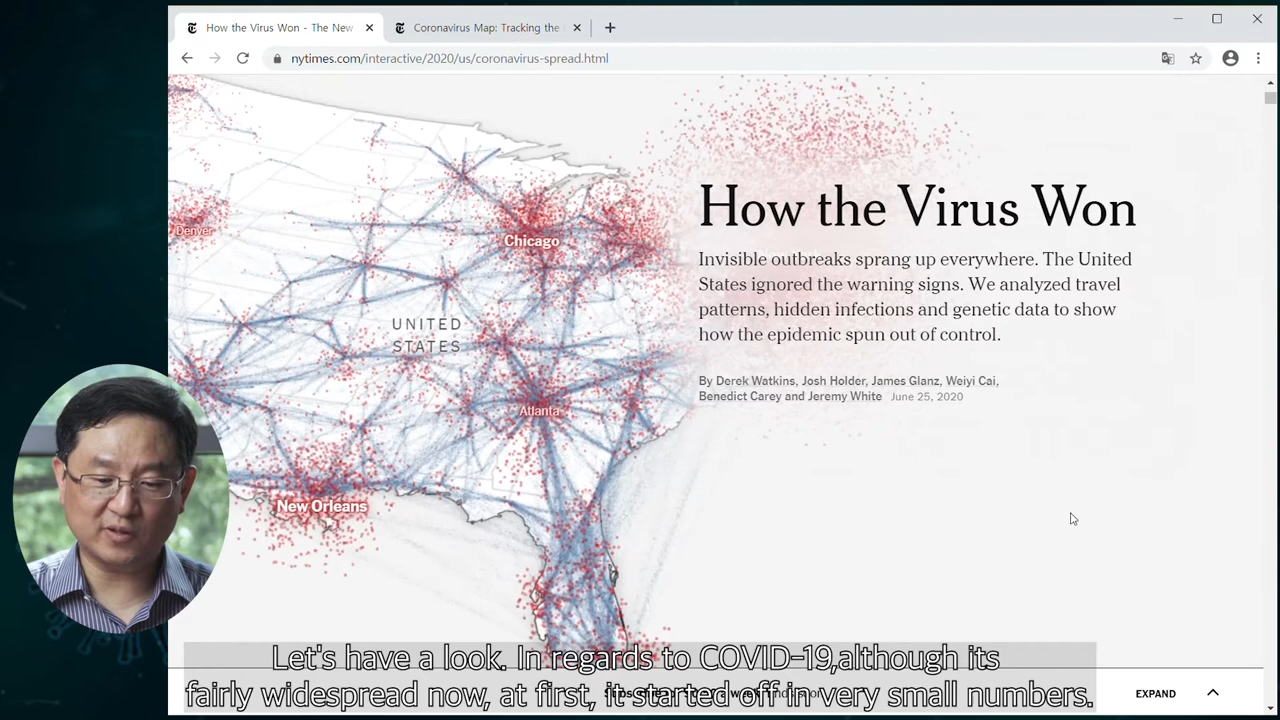 How the Virus Won - The New
Coronavirus Map: Tracking the
nytimes.com/interactive/2020/us/coronavirus-spread.html
Denver
Chicago
UNITED
STATES
Atlanta
New Orleans
How the Virus Won
Invisible outbreaks sprang up everywhere. The United
States ignored the warning signs. We analyzed travel
patterns, hidden infections and genetic data to show
how the epidemic spun out of control.
By Derek Watkins, Josh Holder, James Glanz, Weiyi Cai,
Benedict Carey and Jeremy White June 25, 2020
EXPAND
Let's have a look. In regards to COVID-19,although its
fairly widespread now, at first, it started off in very small numbers.